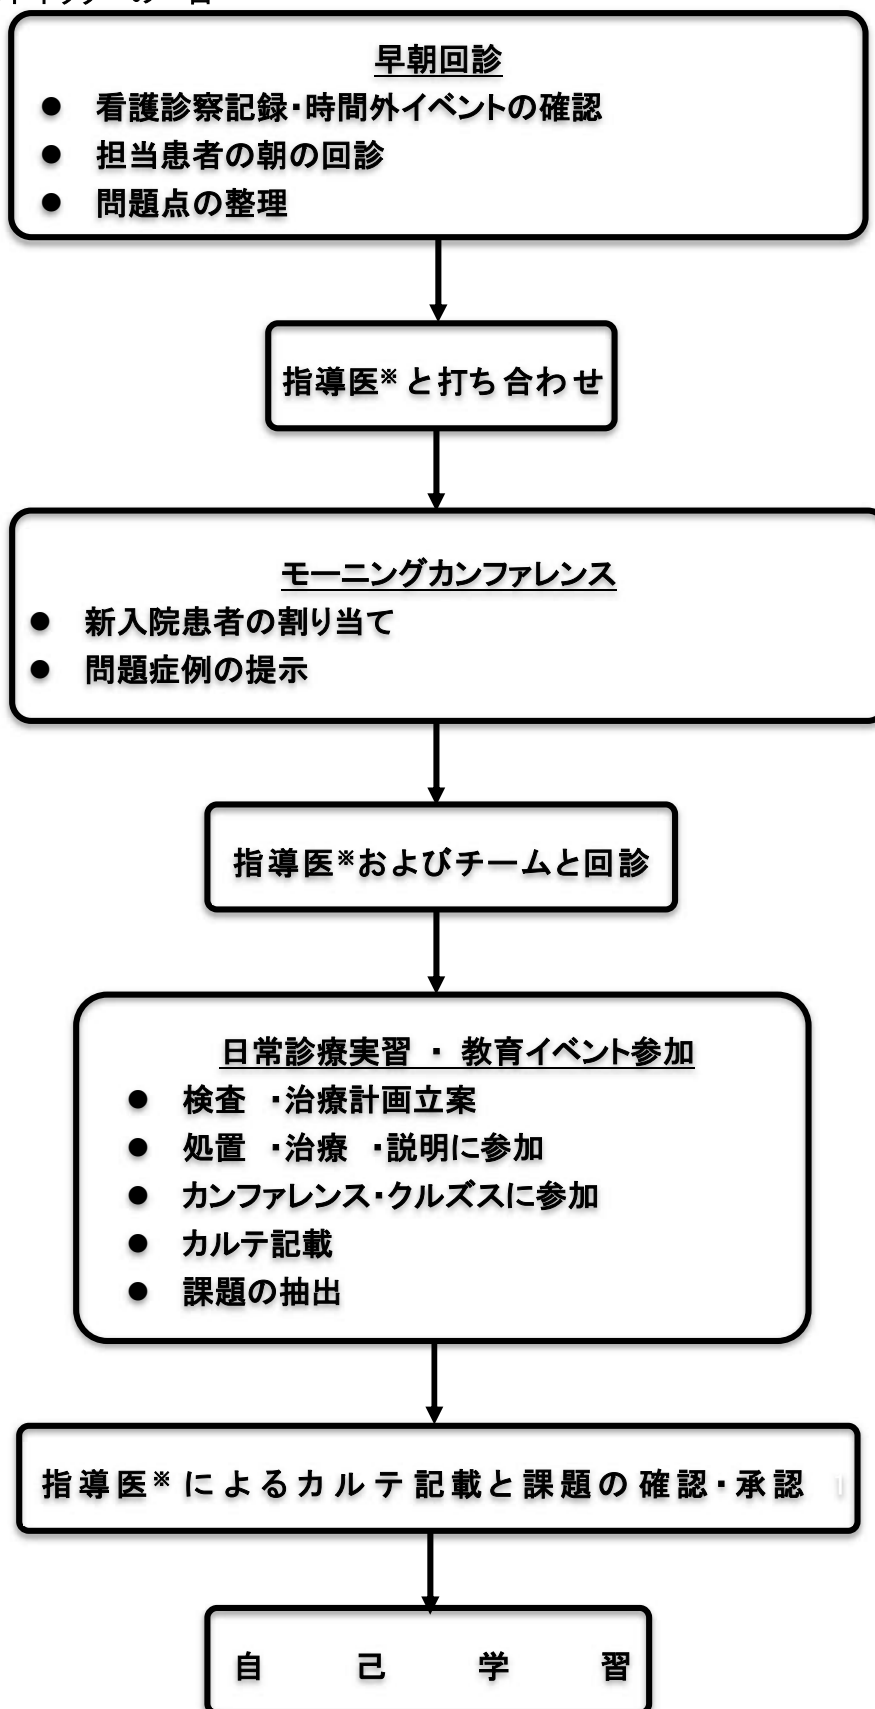 早朝回診
● 看護診察記録・時間外イベントの確認
● 担当患者の朝の回診
● 問題点の整理
指導医※と打ち合わせ
モーニングカンファレンス
● 新入院患者の割り当て
● 問題症例の提示
指導医※およびチームと回診
日常診療実習 ・ 教育イベント参加
● 検査 ・治療計画立案
● 処置 ・治療 ・説明に参加
● カンファレンス・クルズスに参加
● カルテ記載
● 課題の抽出
指導医※によるカルテ記載と課題の確認・承認
自 己 学 習